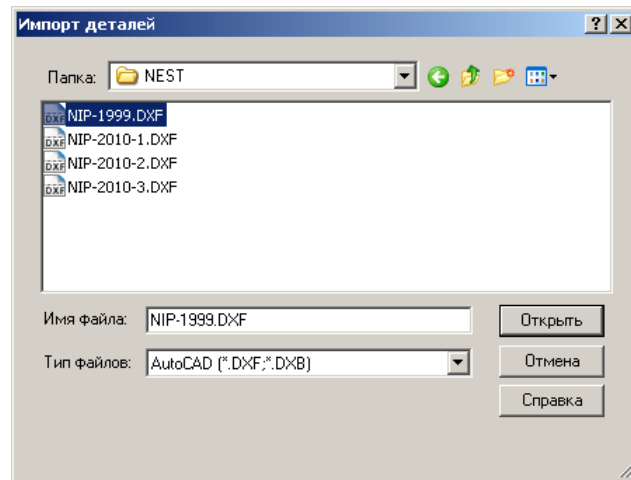 Импорт деталей
Папка: NEST
NIP-1999.DXF
NIP-2010-1.DXF
NIP-2010-2.DXF
NIP-2010-3.DXF
Имя файла: NIP-1999.DXF Открыть
Тип файлов: AutoCAD (*.DXF;*.DXB) Отмена
Справка